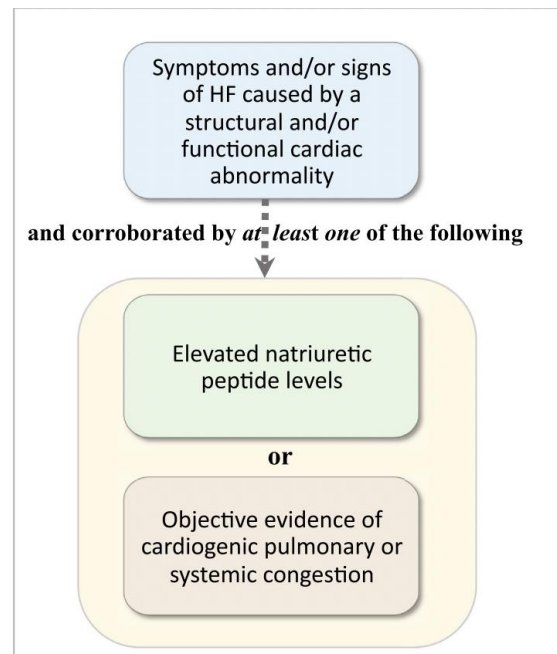 Symptoms and/or signs
of HF caused by a
structural and/or
functional cardiac
abnormality
and corroborated by at least one of the following
Elevated natriuretic
peptide levels
or
Objective evidence of
cardiogenic pulmonary or
systemic congestion